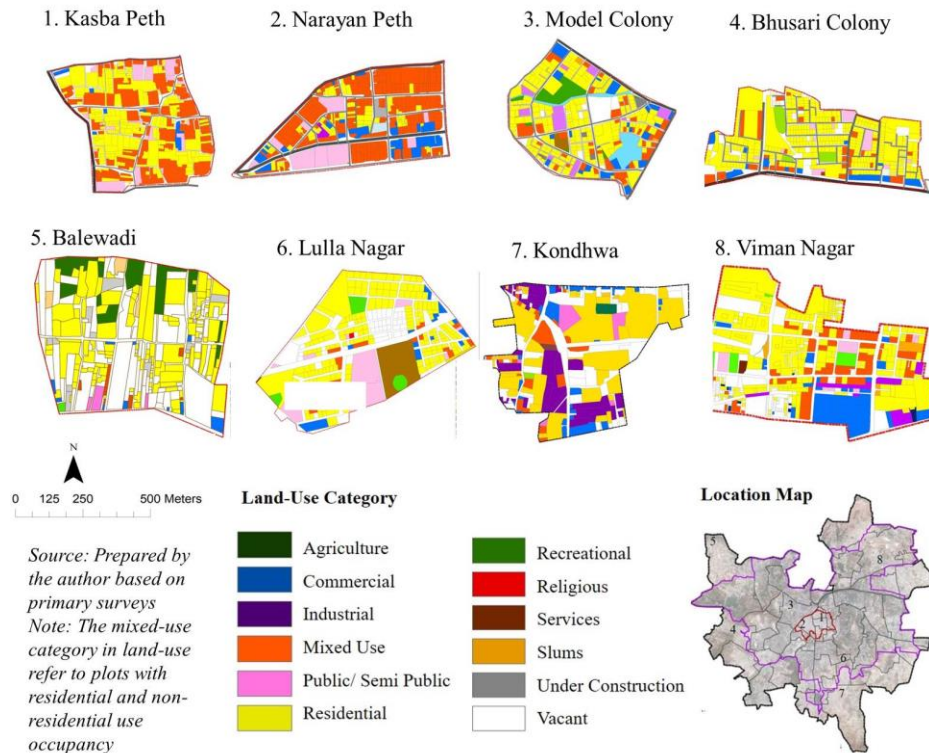 1. Kasba Peth
2. Narayan Peth
3. Model Colony
4. Bhusari Colony
5. Balewadi
6. Lulla Nagar
7. Kondhwa
8. Viman Nagar
N
0 125 250 500 Meters
Source: Prepared by
the author based on
primary surveys
Note: The mixed-use
category in land-use
refer to plots with
residential and non-
residential use
occupancy
Land-Use Category
Agriculture
Commercial
Industrial
Mixed Use
Public/ Semi Public
Residential
Recreational
Religious
Services
Slums
Under Construction
Vacant
Location Map
5
8
3
1
2
4
6
7